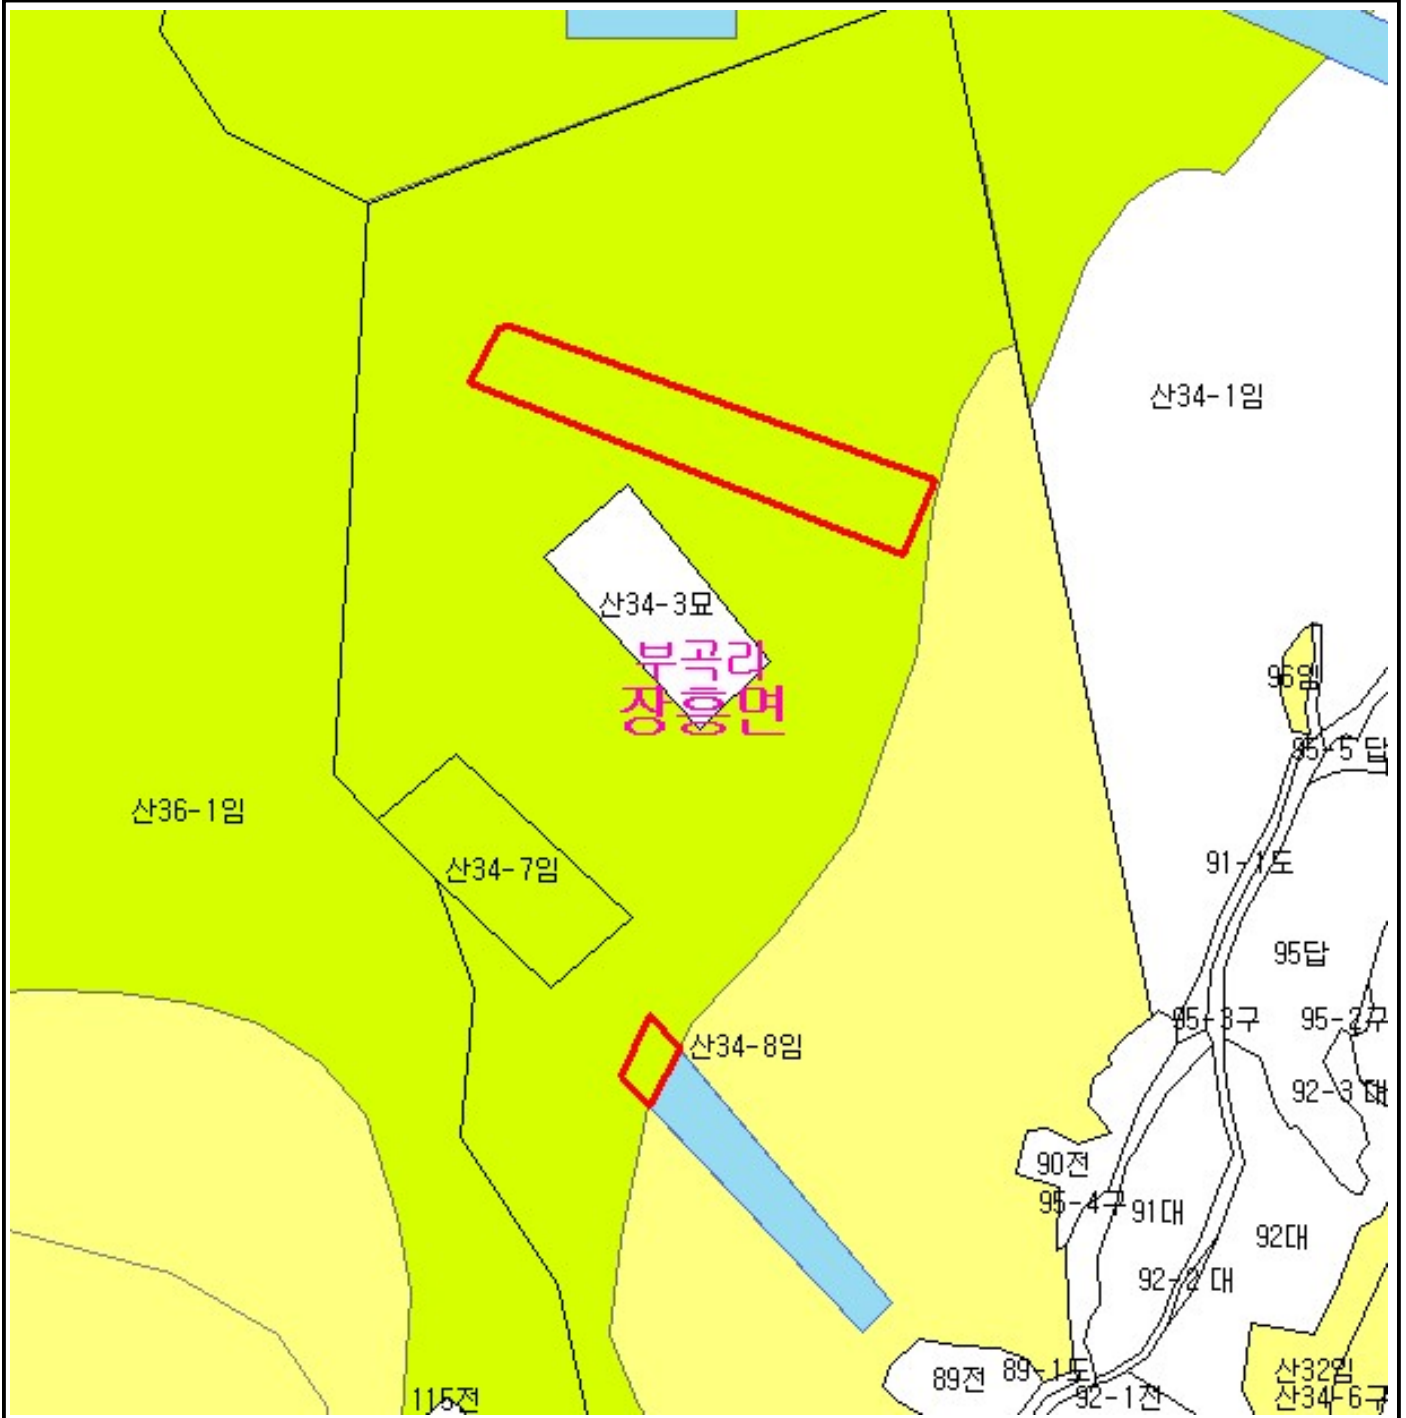 산34-1임
산34-3묘
부곡리
96임
장흥면
95-5답
산36-1임
91-1도
산34-7임
95답
95-3구
95-2구
산34-8임
92-3대
90전
95-4구
91대
92대
92-2대
산32임
89-1도
89전
92-1전
산34-6구
115전